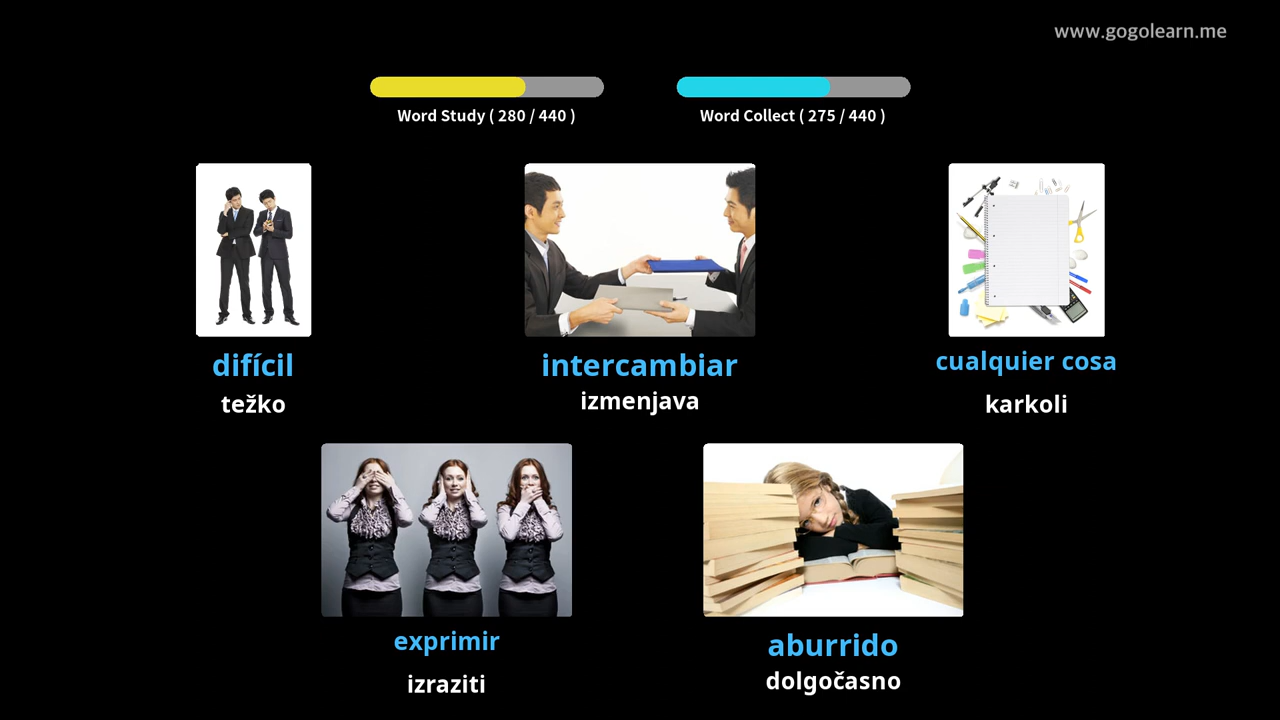 www.gogolearn.me
Word Study ( 280 / 440 )
Word Collect ( 275 / 440 )
difícil
težko
intercambiar
izmenjava
cualquier cosa
karkoli
exprimir
izraziti
aburrido
dolgočasno